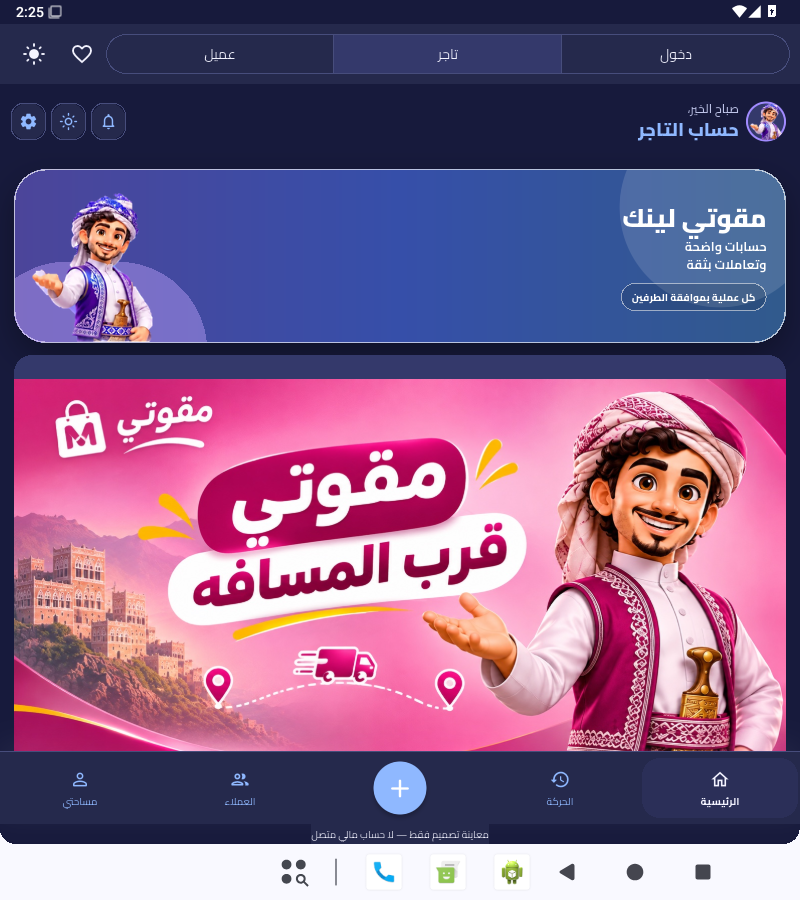 2:25
دخول
تاجر
عميل
صباح الخير،
حساب التاجر
مقوتي لينك
حسابات واضحة
وتعاملات بثقة
كل عملية بموافقة الطرفين
مقوتي
مقوتي
قرب المسافه
الرئيسية
الحركة
العملاء
مساحتي
معاينة تصميم فقط — لا حساب مالي متصل